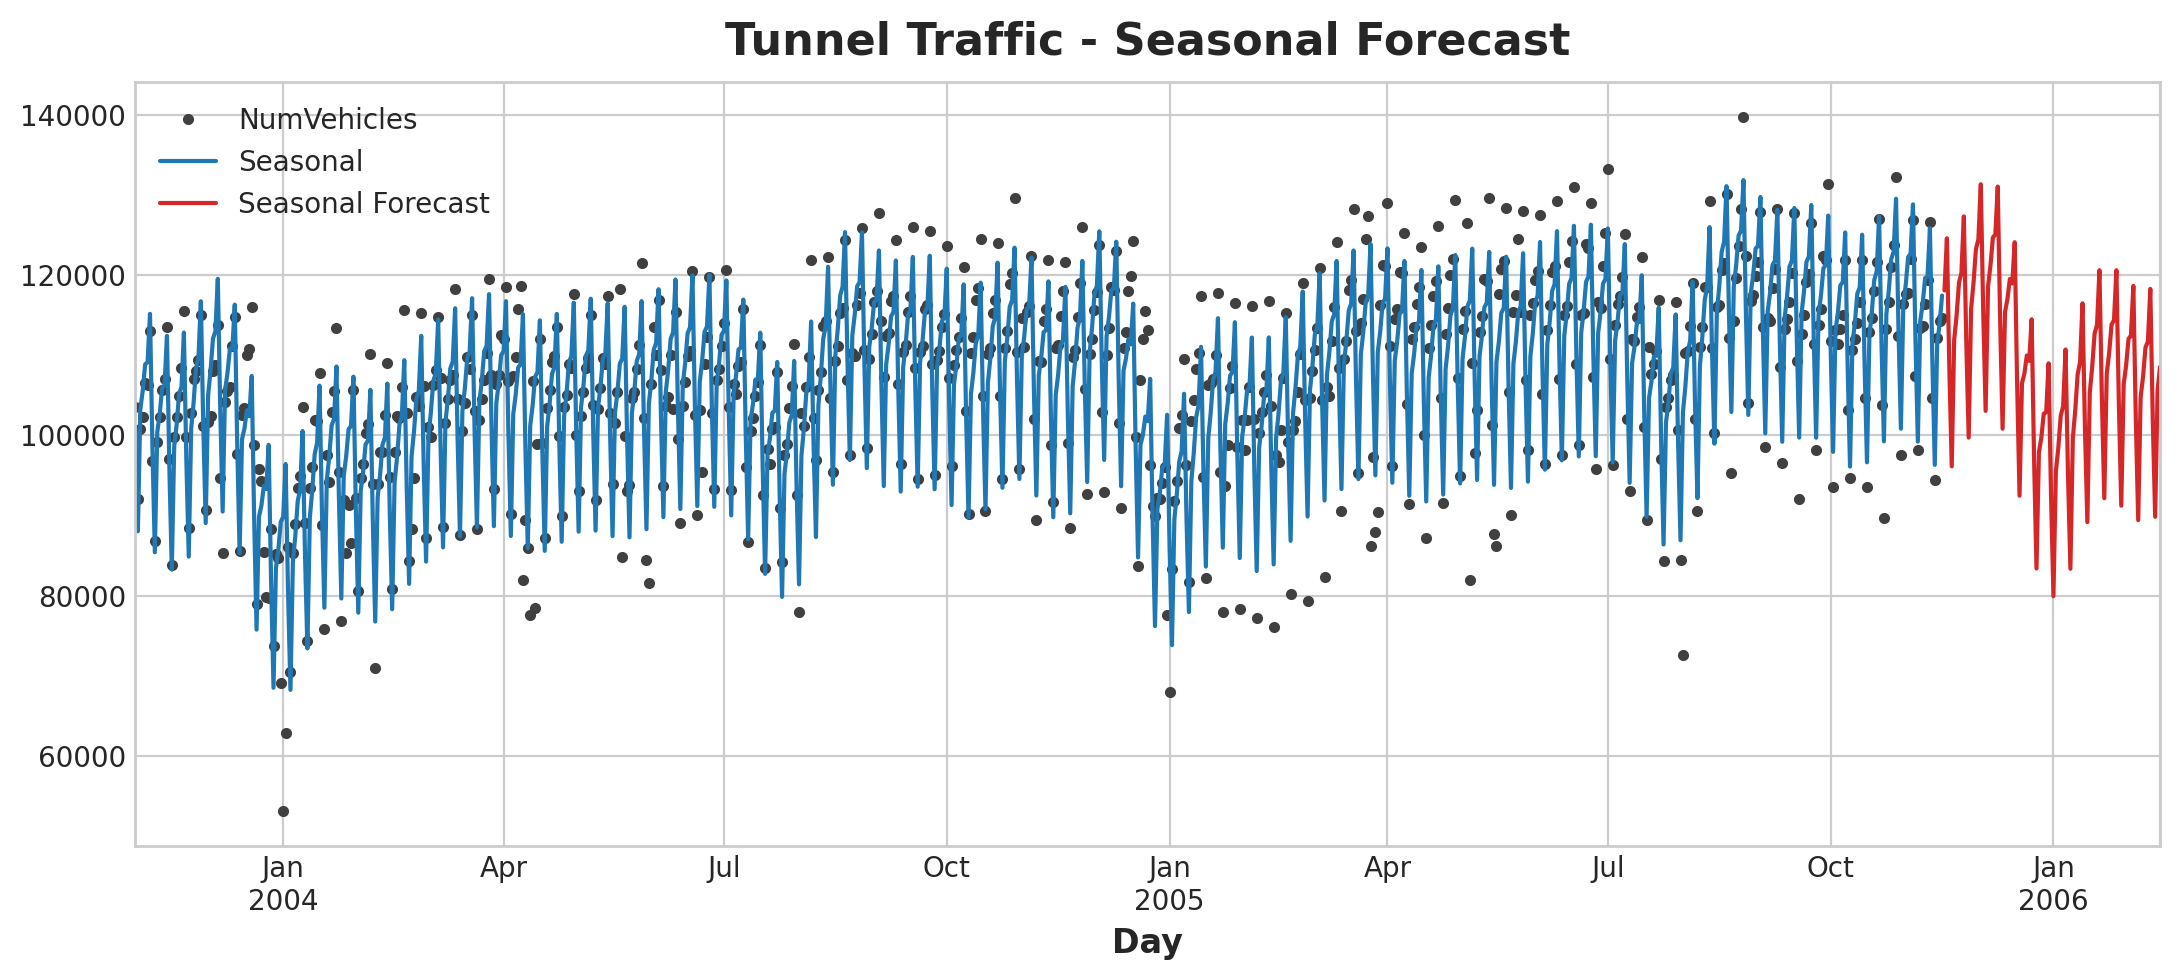 Tunnel Traffic - Seasonal Forecast
140000
120000
100000
80000
60000
NumVehicles
Seasonal
Seasonal Forecast
Jan Apr Jul Oct Jan Apr Jul Oct Jan
2004 2005 2006
Day